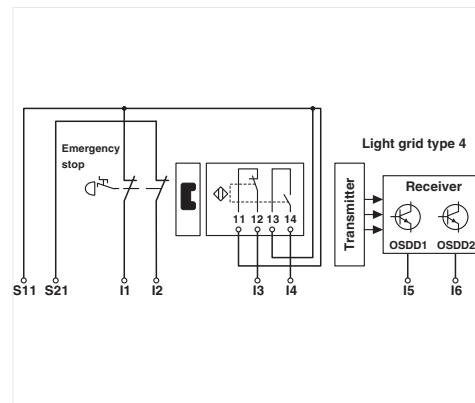 Emergency
stop
Light grid type 4
Transmitter
Receiver
11 12 13 14
OSDD1 OSDD2
S11 S21 I1 I2 I3 I4 I5 I6